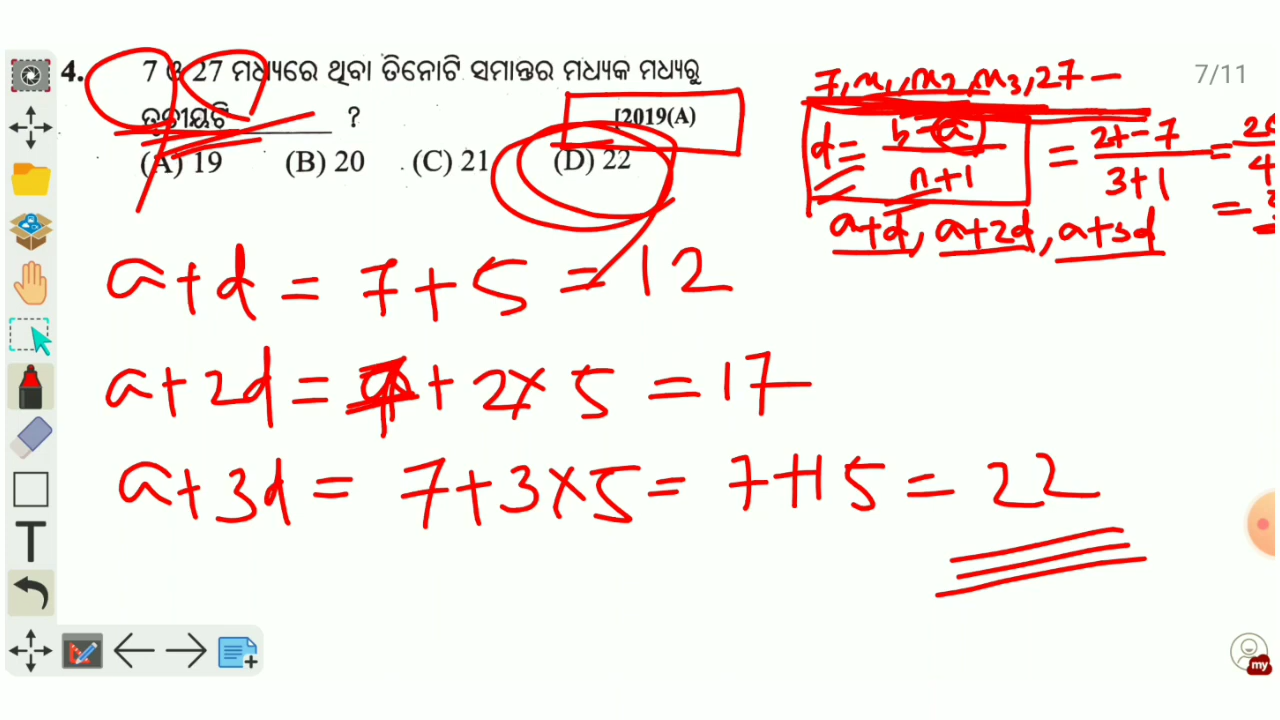 4. 7 ଓ 27 ମଧ୍ୟରେ ଥିବା ତିନୋଟି ସମାନ୍ତର ମଧ୍ୟକ ମଧ୍ୟରୁ
ତୃତୀୟଟି ________ ? [2019(A)
(A) 19 (B) 20 (C) 21 (D) 22
7/11
7, m₁, m₂, m₃, 27 —
d = b-a / n+1 = 27-7 / 3+1 =
a+d, a+2d, a+3d
a+d = 7+5 = 12
a+2d = 7 + 2×5 = 17
a+3d = 7+3×5 = 7+15 = 22
T
my